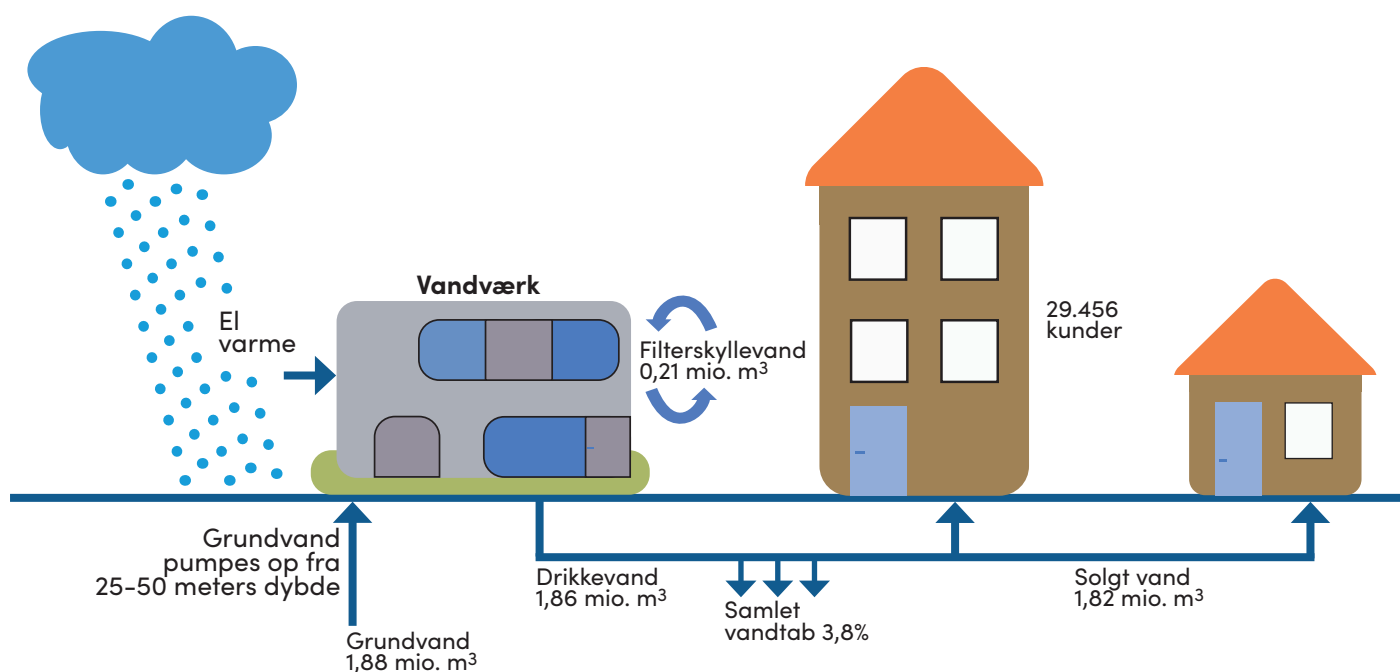 Vandværk
El
varme
Filterskyllevand
0,21 mio. m³
29.456
kunder
Grundvand
pumpes op fra
25-50 meters dybde
Grundvand
1,88 mio. m³
Drikkevand
1,86 mio. m³
Samlet
vandtab 3,8%
Solgt vand
1,82 mio. m³